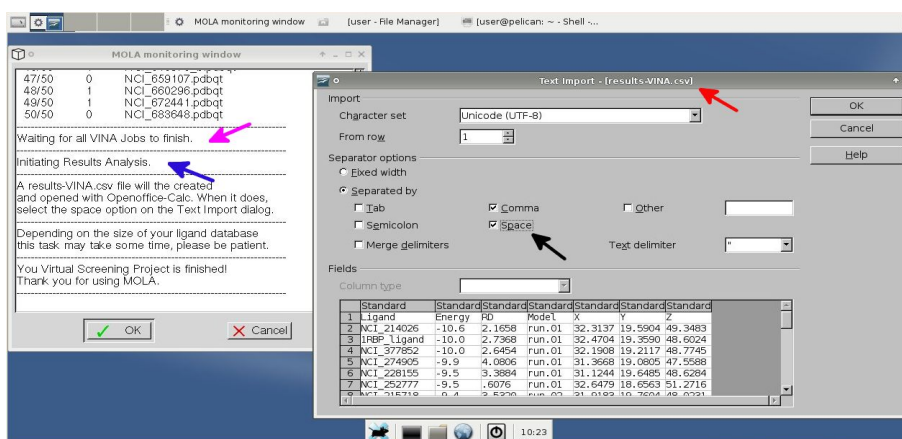 MOLA monitoring window
[user - File Manager]
[user@pelican: ~ - Shell -...
MOLA monitoring window
47/50 0 NCI_659107.pdbqt
48/50 1 NCI_660296.pdbqt
49/50 1 NCI_672441.pdbqt
50/50 0 NCI_683648.pdbqt
Waiting for all VINA Jobs to finish.
Initiating Results Analysis.
A results-VINA.csv file will the created
and opened with Openoffice-Calc. When it does,
select the space option on the Text Import dialog.
Depending on the size of your ligand database
this task may take some time, please be patient.
You Virtual Screening Project is finished!
Thank you for using MOLA.
OK Cancel
Text Import - [results-VINA.csv]
Import
Character set Unicode (UTF-8)
From row 1
OK
Cancel
Help
Separator options
Fixed width
Separated by
Tab Comma Other
Semicolon Space
Merge delimiters Text delimiter "
Fields
Column type
Standard Standard Standard Standard Standard Standard Standard
1 Ligand Energy RD Model X Y Z
2 NCI_214026 -10.6 2.1658 run.01 32.3137 19.5904 49.3483
3 1RBP_ligand -10.0 2.7368 run.01 32.4704 19.3590 48.6024
4 NCI_377852 -10.0 2.6454 run.01 32.1908 19.2117 48.7745
5 NCI_274905 -9.9 4.0806 run.01 31.3668 19.0805 47.5588
6 NCI_228155 -9.5 3.3884 run.01 31.1244 19.6485 48.6284
7 NCI_252777 -9.5 .6076 run.01 32.6479 18.6563 51.2716
10:23